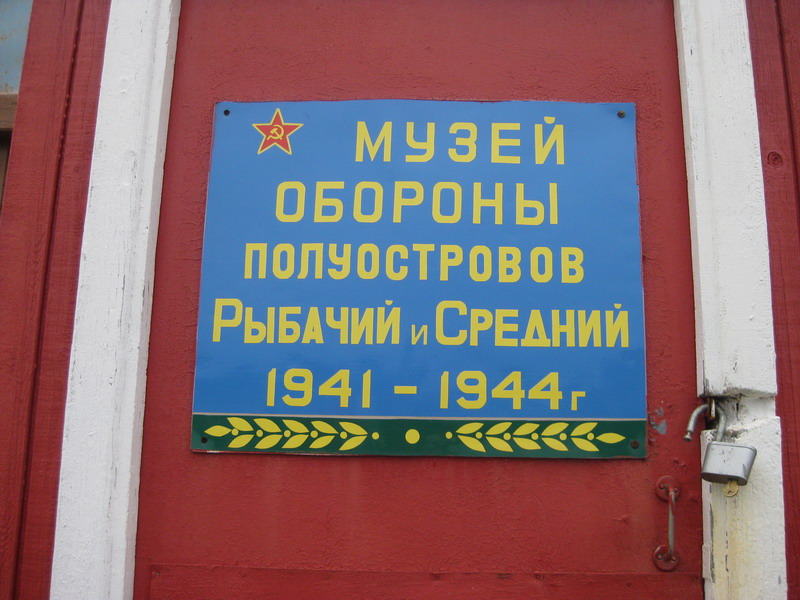 МУЗЕЙ
ОБОРОНЫ
ПОЛУОСТРОВОВ
РЫБАЧИЙ и СРЕДНИЙ
1941 – 1944г